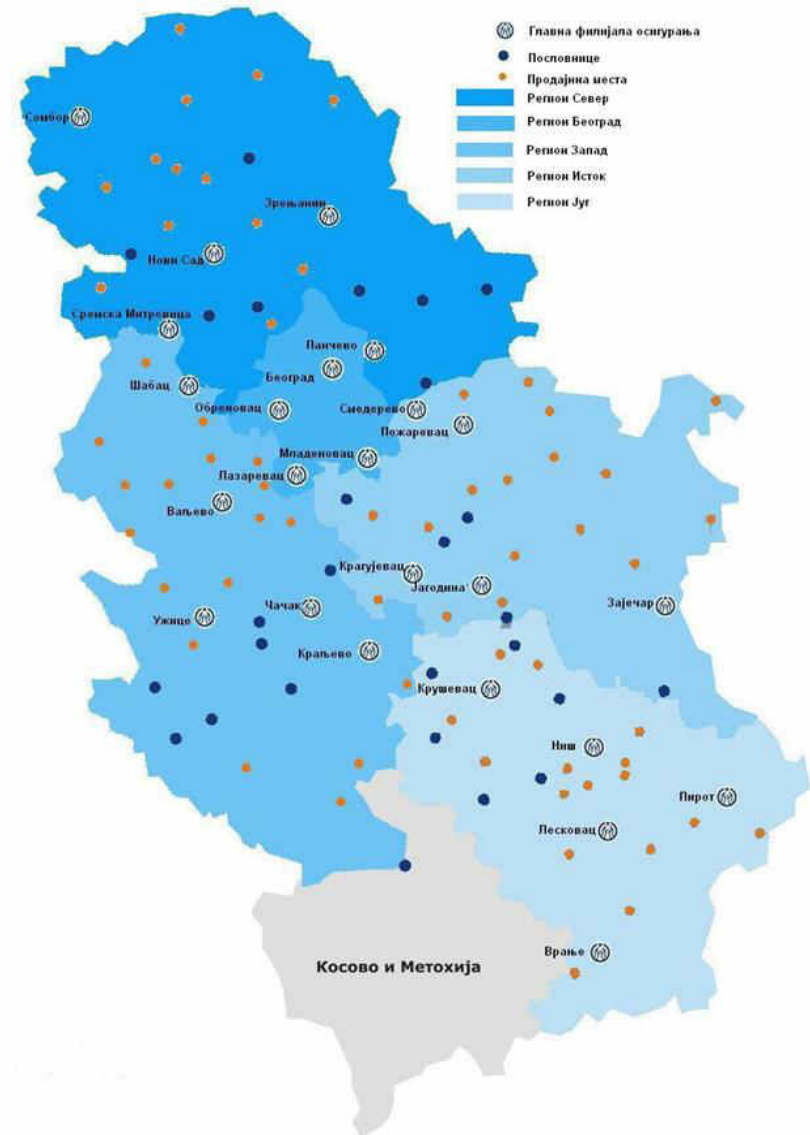 Главна филијала осигурања
Пословнице
Продајнна места
Регион Север
Регион Београд
Регион Запад
Регион Исток
Регион Југ
Сомбор
Зрењанин
Нови Сад
Сремска Митровица
Панчево
Београд
Шабац
Обреновац
Смедерево
Пожаревац
Младеновац
Лазаревац
Ваљево
Крагујевац
Јагодина
Чачак
Зајечар
Ужице
Краљево
Крушевац
Ниш
Пирот
Лесковац
Врање
Косово и Метохија